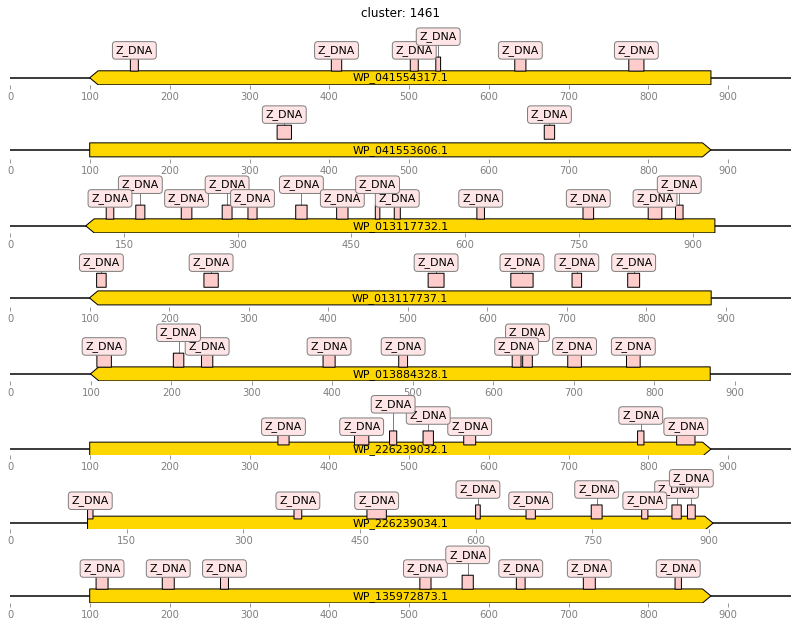 cluster: 1461
Z_DNA
Z_DNA Z_DNA Z_DNA Z_DNA Z_DNA
WP_041554317.1
0 100 200 300 400 500 600 700 800 900
Z_DNA Z_DNA
WP_041553606.1
0 100 200 300 400 500 600 700 800 900
Z_DNA Z_DNA Z_DNA Z_DNA Z_DNA
Z_DNA Z_DNA Z_DNA Z_DNA Z_DNA Z_DNA Z_DNA Z_DNA
WP_013117732.1
0 150 300 450 600 750 900
Z_DNA Z_DNA Z_DNA Z_DNA Z_DNA Z_DNA
WP_013117737.1
0 100 200 300 400 500 600 700 800 900
Z_DNA Z_DNA
Z_DNA Z_DNA Z_DNA Z_DNA Z_DNA Z_DNA Z_DNA
WP_013884328.1
0 100 200 300 400 500 600 700 800 900
Z_DNA
Z_DNA Z_DNA
Z_DNA Z_DNA Z_DNA Z_DNA
WP_226239032.1
0 100 200 300 400 500 600 700 800 900
Z_DNA
Z_DNA Z_DNA Z_DNA
Z_DNA Z_DNA Z_DNA Z_DNA Z_DNA
WP_226239034.1
0 150 300 450 600 750 900
Z_DNA
Z_DNA Z_DNA Z_DNA Z_DNA Z_DNA Z_DNA Z_DNA
WP_135972873.1
0 100 200 300 400 500 600 700 800 900